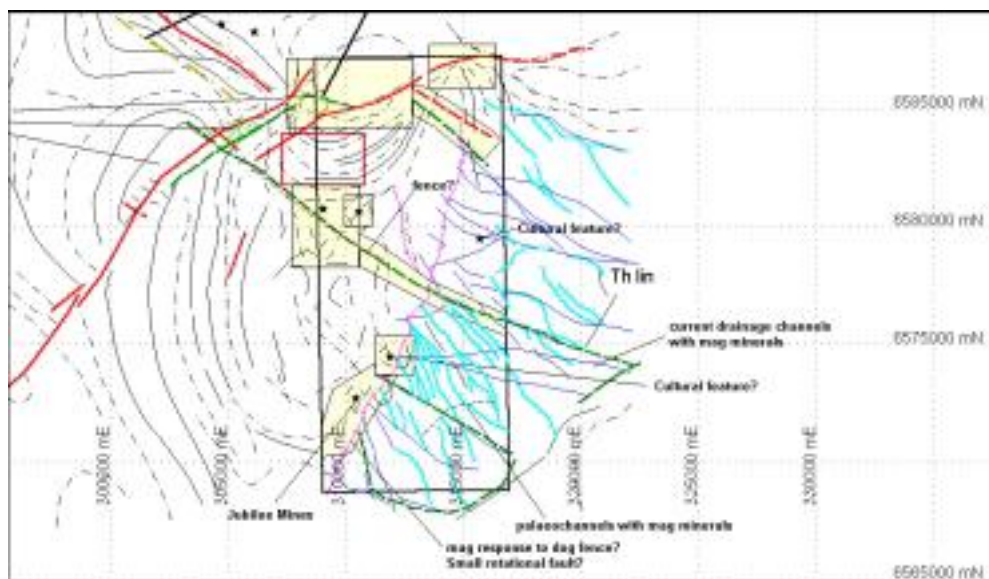 6585000 mN
fence?
6580000 mN
Cultural feature?
Th lin
current drainage channels
with mag minerals
6575000 mN
Cultural feature?
300000 mE
305000 mE
310000 mE
315000 mE
320000 mE
325000 mE
330000 mE
Jubilee Mines
palaeochannels with mag minerals
mag response to dog fence?
Small rotational fault?
6565000 mN